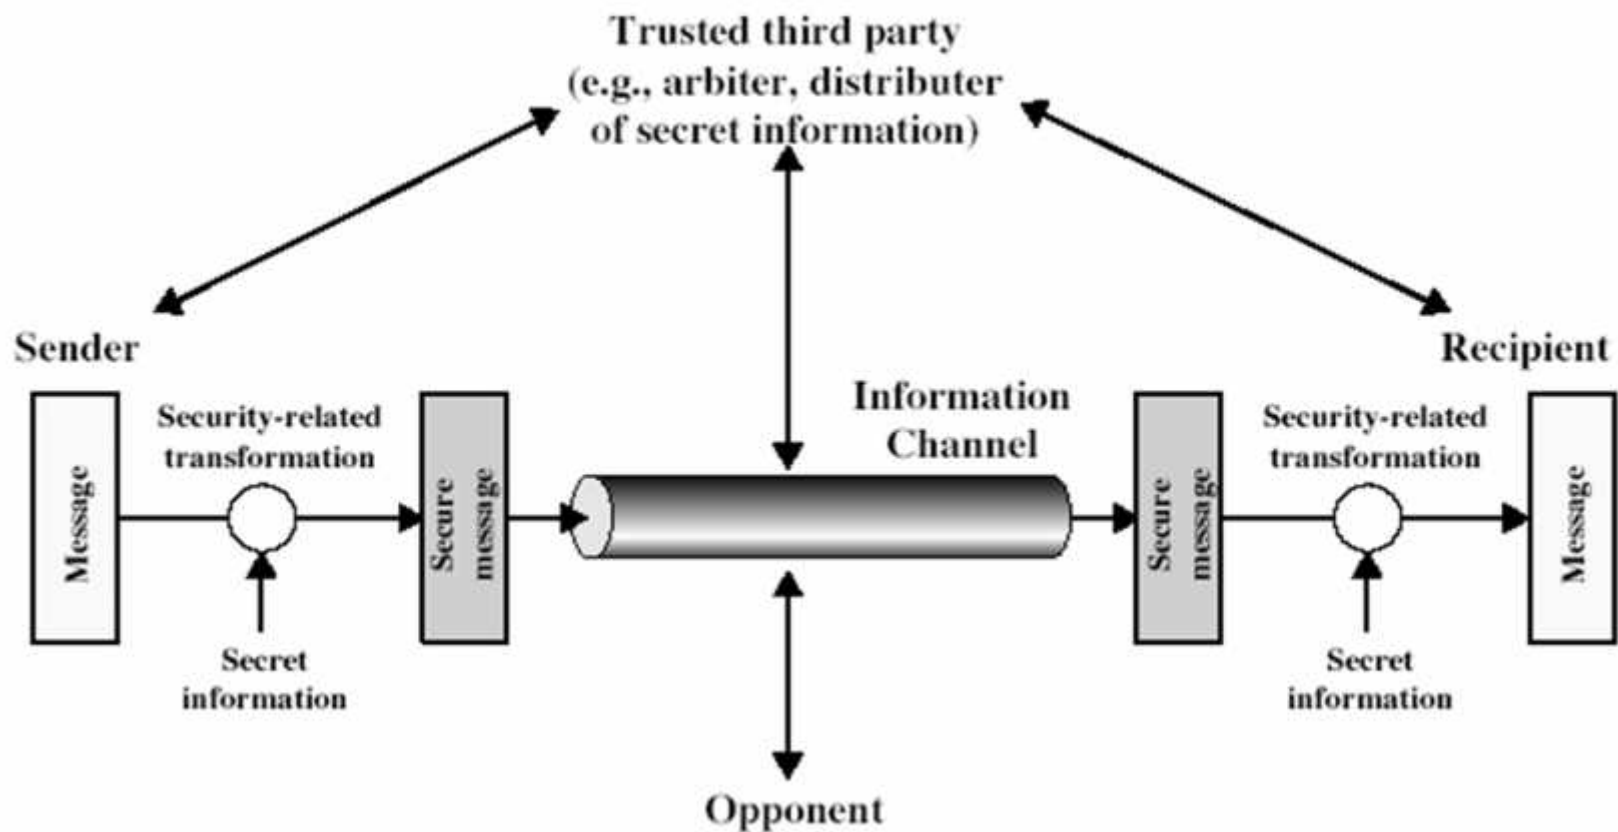 Trusted third party
(e.g., arbiter, distributer
of secret information)
Sender
Recipient
Information
Channel
Security-related
transformation
Security-related
transformation
Message
Secure
message
Secure
message
Message
Secret
information
Secret
information
Opponent